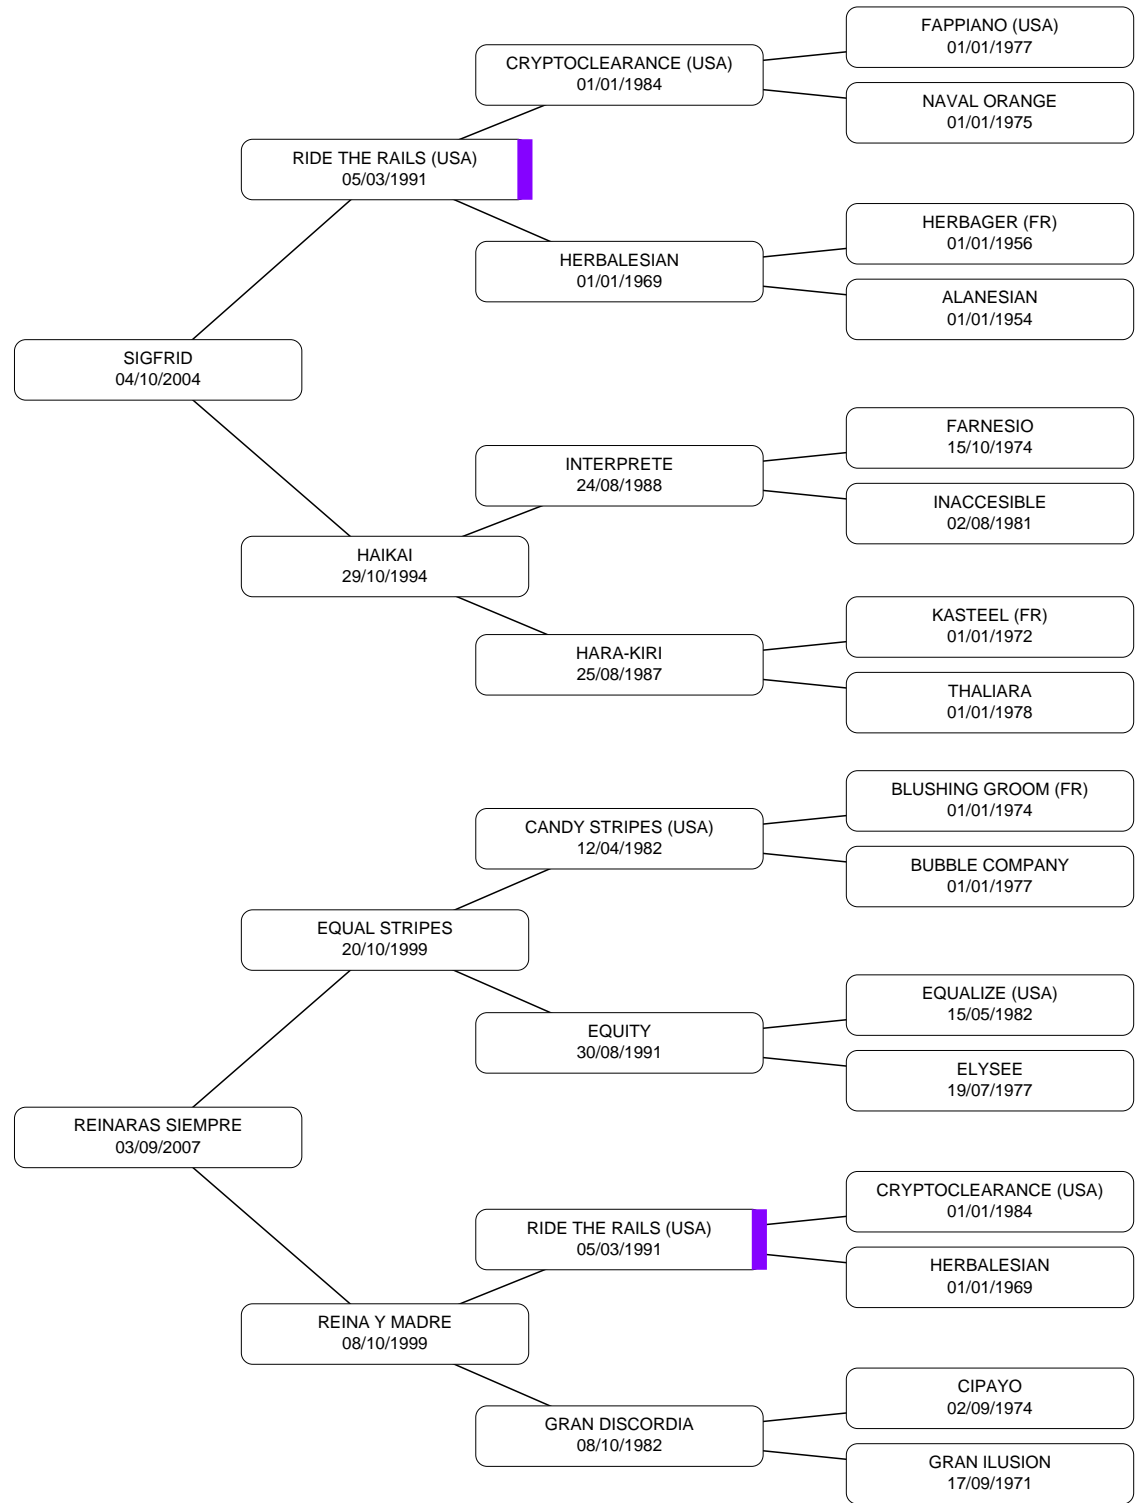 FAPPIANO (USA)
01/01/1977
CRYPTOCLEARANCE (USA)
01/01/1984
NAVAL ORANGE
01/01/1975
RIDE THE RAILS (USA)
05/03/1991
HERBAGER (FR)
01/01/1956
HERBALESIAN
01/01/1969
ALANESIAN
01/01/1954
SIGFRID
04/10/2004
FARNESIO
15/10/1974
INTERPRETE
24/08/1988
INACCESIBLE
02/08/1981
HAIKAI
29/10/1994
KASTEEL (FR)
01/01/1972
HARA-KIRI
25/08/1987
THALIARA
01/01/1978
BLUSHING GROOM (FR)
01/01/1974
CANDY STRIPES (USA)
12/04/1982
BUBBLE COMPANY
01/01/1977
EQUAL STRIPES
20/10/1999
EQUALIZE (USA)
15/05/1982
EQUITY
30/08/1991
ELYSEE
19/07/1977
REINARAS SIEMPRE
03/09/2007
CRYPTOCLEARANCE (USA)
01/01/1984
RIDE THE RAILS (USA)
05/03/1991
HERBALESIAN
01/01/1969
REINA Y MADRE
08/10/1999
CIPAYO
02/09/1974
GRAN DISCORDIA
08/10/1982
GRAN ILUSION
17/09/1971